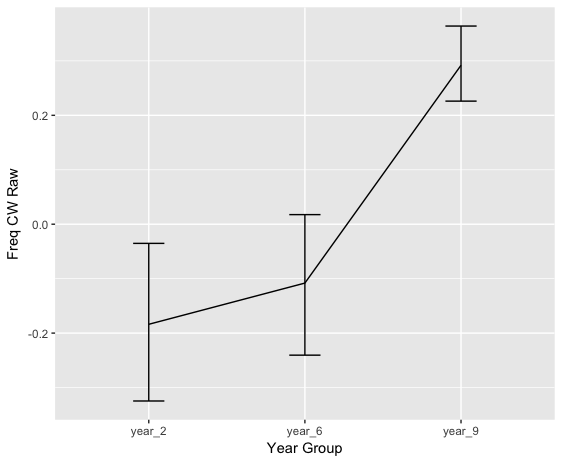 Freq CW Raw
0.2
0.0
-0.2
year_2 year_6 year_9
Year Group